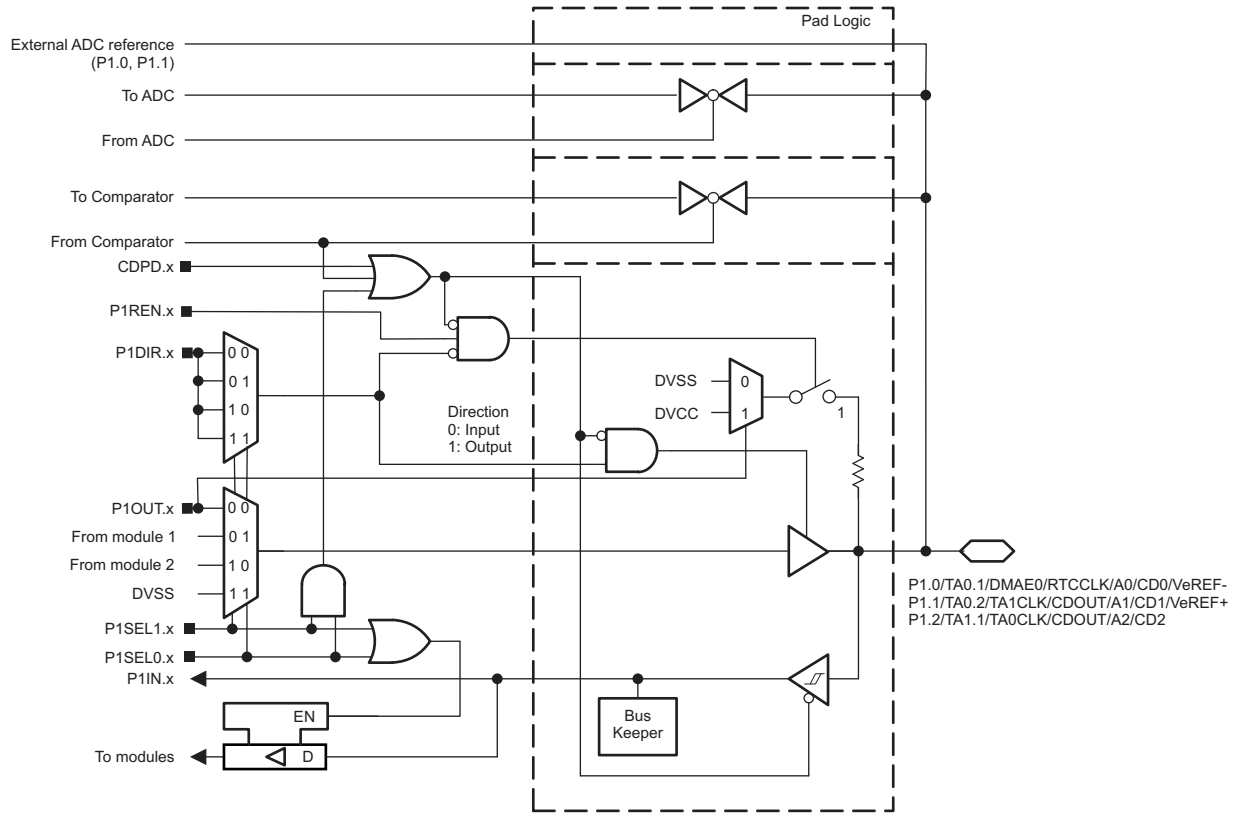 Pad Logic
External ADC reference
(P1.0, P1.1)
To ADC
From ADC
To Comparator
From Comparator
CDPD.x
P1REN.x
P1DIR.x
0 0
0 1
1 0
1 1
Direction
0: Input
1: Output
DVSS
0
DVCC
1
1
P1OUT.x
0 0
From module 1
0 1
From module 2
1 0
DVSS
1 1
P1.0/TA0.1/DMAE0/RTCCLK/A0/CD0/VeREF-
P1.1/TA0.2/TA1CLK/CDOUT/A1/CD1/VeREF+
P1.2/TA1.1/TA0CLK/CDOUT/A2/CD2
P1SEL1.x
P1SEL0.x
P1IN.x
Bus
Keeper
EN
To modules
D